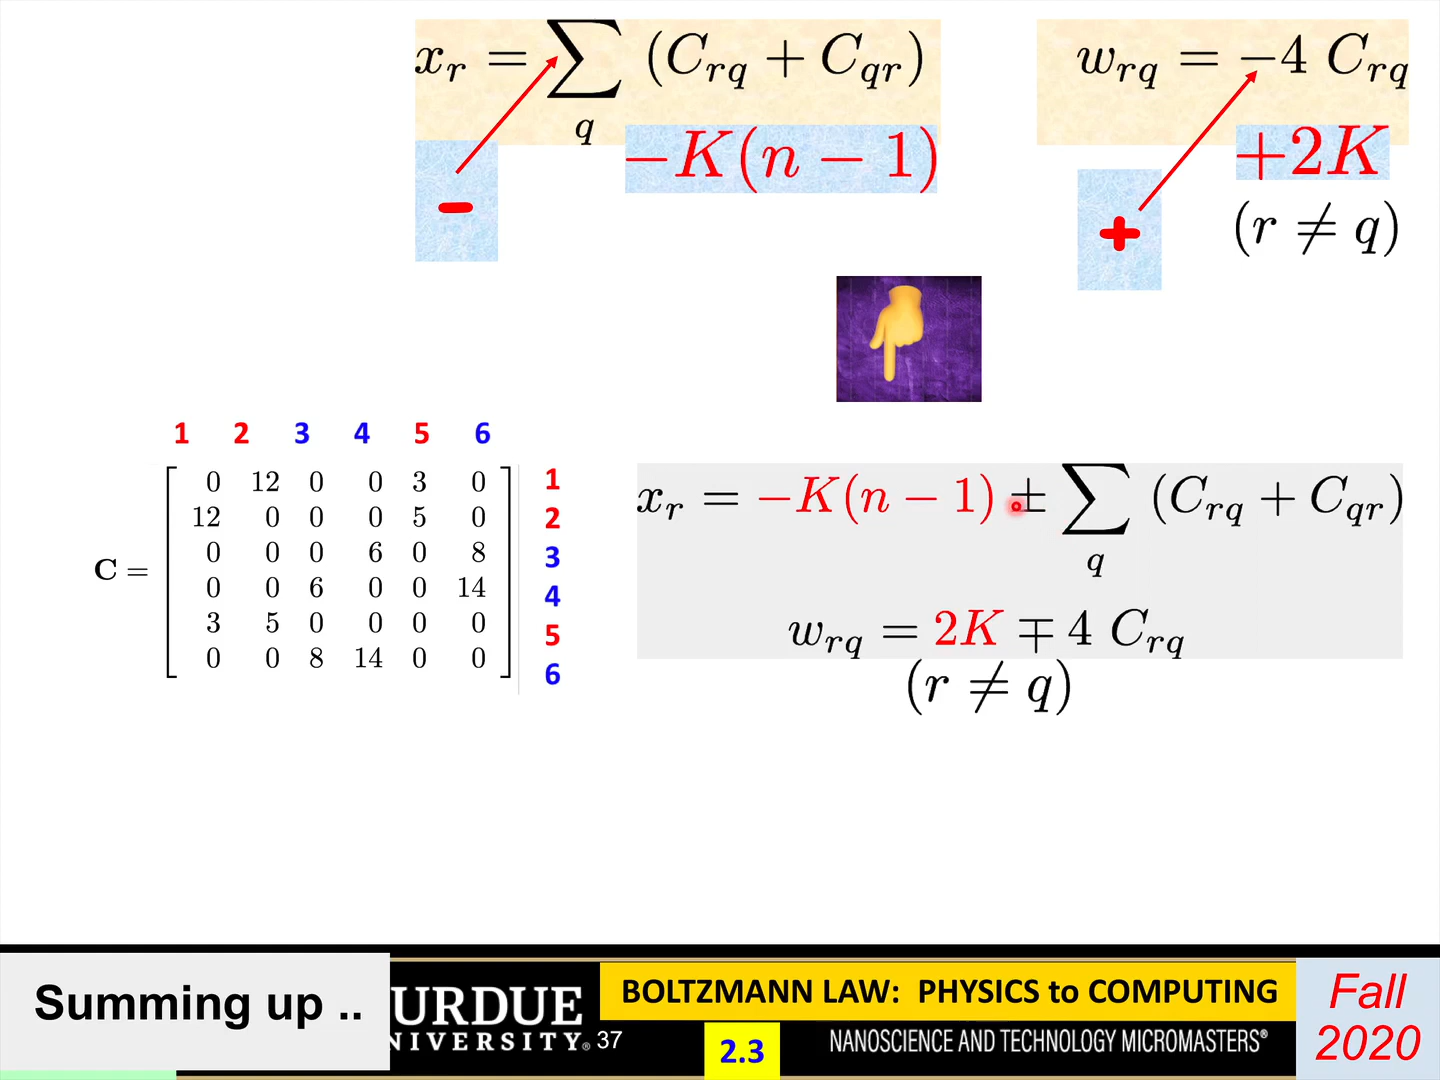 x_r = ∑_q (C_rq + C_qr)
w_rq = −4 C_rq
−K(n − 1)
+2K
-
+
(r ≠ q)
1 2 3 4 5 6
0 12 0 0 3 0 1
12 0 0 0 5 0 2
0 0 0 6 0 8 3
C =
0 0 6 0 0 14 4
3 5 0 0 0 0 5
0 0 8 14 0 0 6
x_r = −K(n − 1) ± ∑_q (C_rq + C_qr)
w_rq = 2K ∓ 4 C_rq
(r ≠ q)
Summing up ..
URDUE
NIVERSITY® 37
BOLTZMANN LAW: PHYSICS to COMPUTING
2.3
NANOSCIENCE AND TECHNOLOGY MICROMASTERS®
Fall
2020